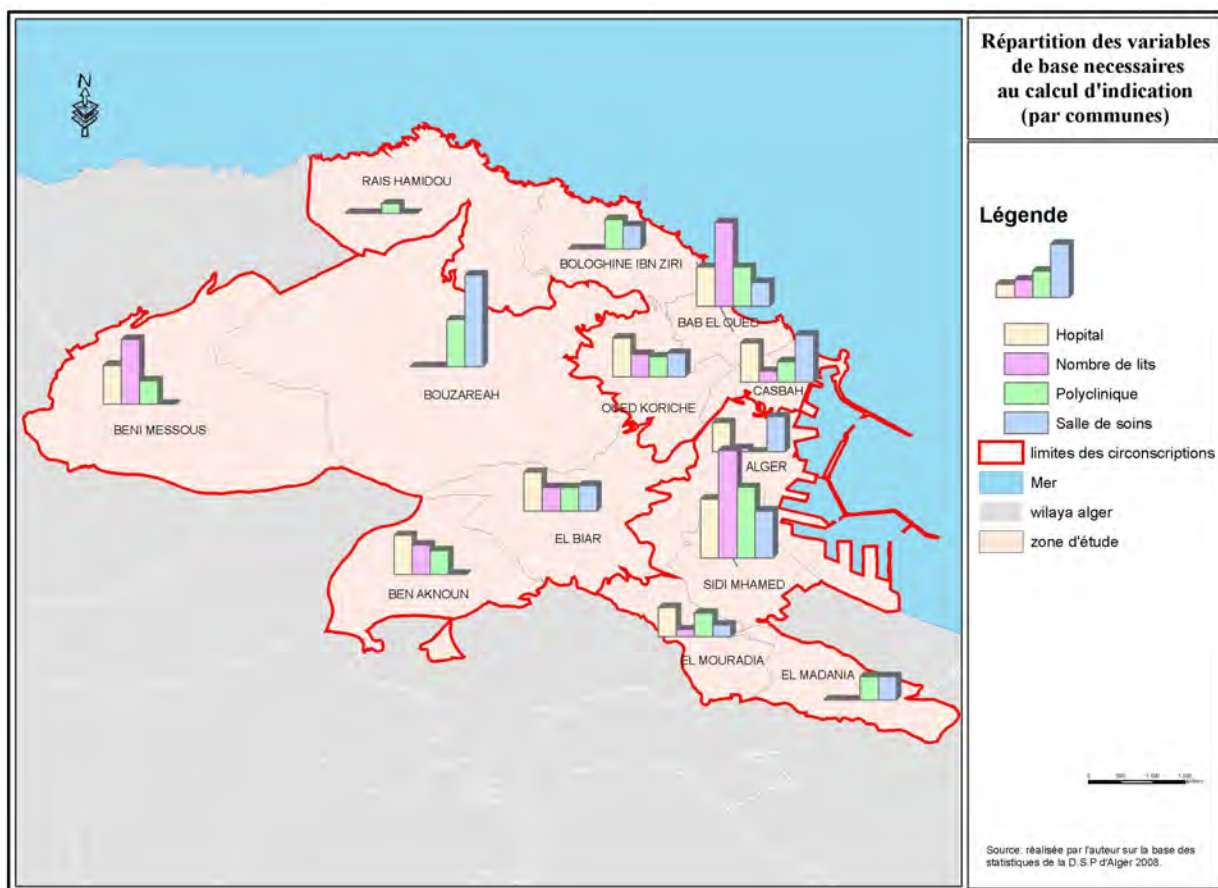 Répartition des variables
de base necessaires
au calcul d'indication
(par communes)
N
RAIS HAMIDOU
BOLOGHINE IBN ZIRI
BAB EL OUED
BOUZAREAH
OUED KORICHE
CASBAH
BENI MESSOUS
ALGER
EL BIAR
BEN AKNOUN
SIDI MHAMED
EL MOURADIA
EL MADANIA
Légende
Hopital
Nombre de lits
Polyclinique
Salle de soins
limites des circonscriptions
Mer
wilaya alger
zone d'étude
Source: réalisée par l'auteur sur la base des
statistiques de la D.S.P d'Alger 2008.